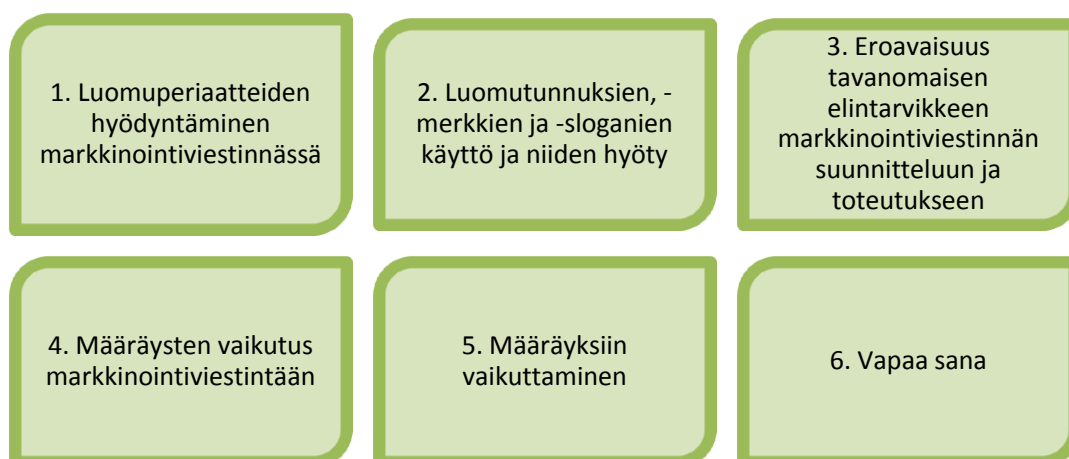 1. Luomuperiaatteiden
hyödyntäminen
markkinointiviestinnässä
2. Luomutunnuksien, -
merkkien ja -sloganien
käyttö ja niiden hyöty
3. Eroavaisuus
tavanomaisen
elintarvikkeen
markkinointiviestinnän
suunnitteluun ja
toteutukseen
4. Määräysten vaikutus
markkinointiviestintään
5. Määräyksiin
vaikuttaminen
6. Vapaa sana